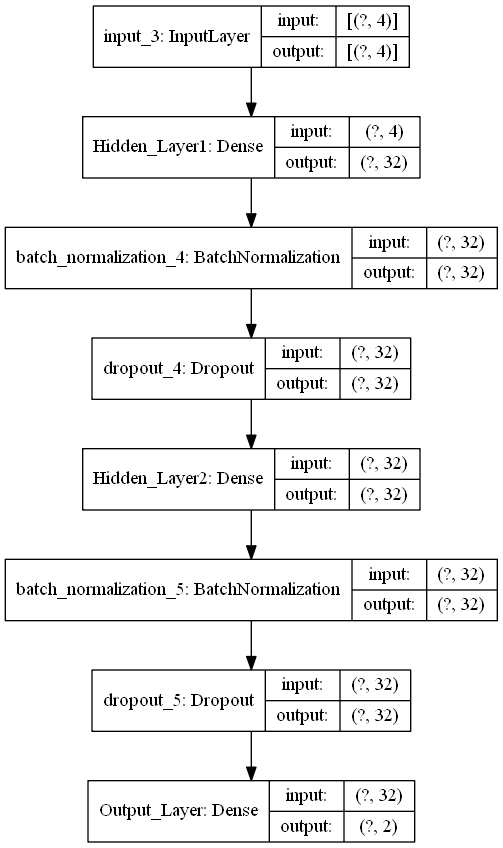 input_3: InputLayer
input: [(?, 4)]
output: [(?, 4)]
Hidden_Layer1: Dense
input: (?, 4)
output: (?, 32)
batch_normalization_4: BatchNormalization
input: (?, 32)
output: (?, 32)
dropout_4: Dropout
input: (?, 32)
output: (?, 32)
Hidden_Layer2: Dense
input: (?, 32)
output: (?, 32)
batch_normalization_5: BatchNormalization
input: (?, 32)
output: (?, 32)
dropout_5: Dropout
input: (?, 32)
output: (?, 32)
Output_Layer: Dense
input: (?, 32)
output: (?, 2)